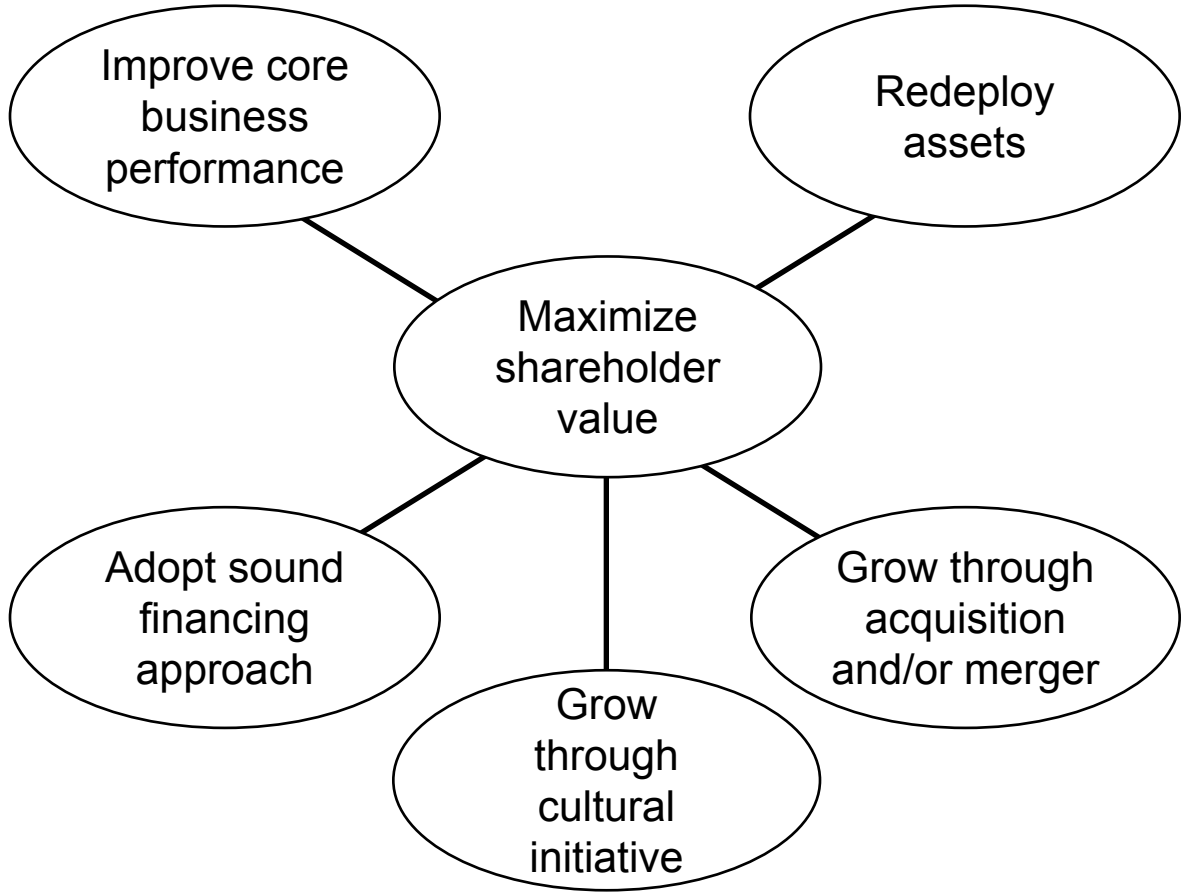 Improve core
business
performance
Redeploy
assets
Maximize
shareholder
value
Adopt sound
financing
approach
Grow through
acquisition
and/or merger
Grow
through
cultural
initiative